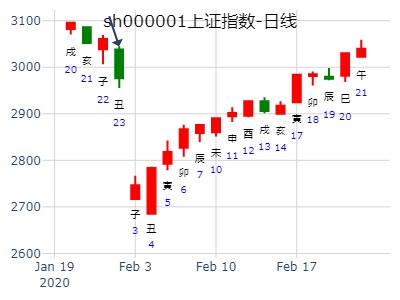 sh000001上证指数-日线
3100
3000
2900
2800
2700
2600
戌
20
亥
21
子
22
丑
23
子
3
丑
4
寅
5
卯
6
辰
7
未
10
申
11
酉
12
戌
13
亥
14
寅
17
卯
18
辰
19
巳
20
午
21
Jan 19
2020
Feb 3
Feb 10
Feb 17